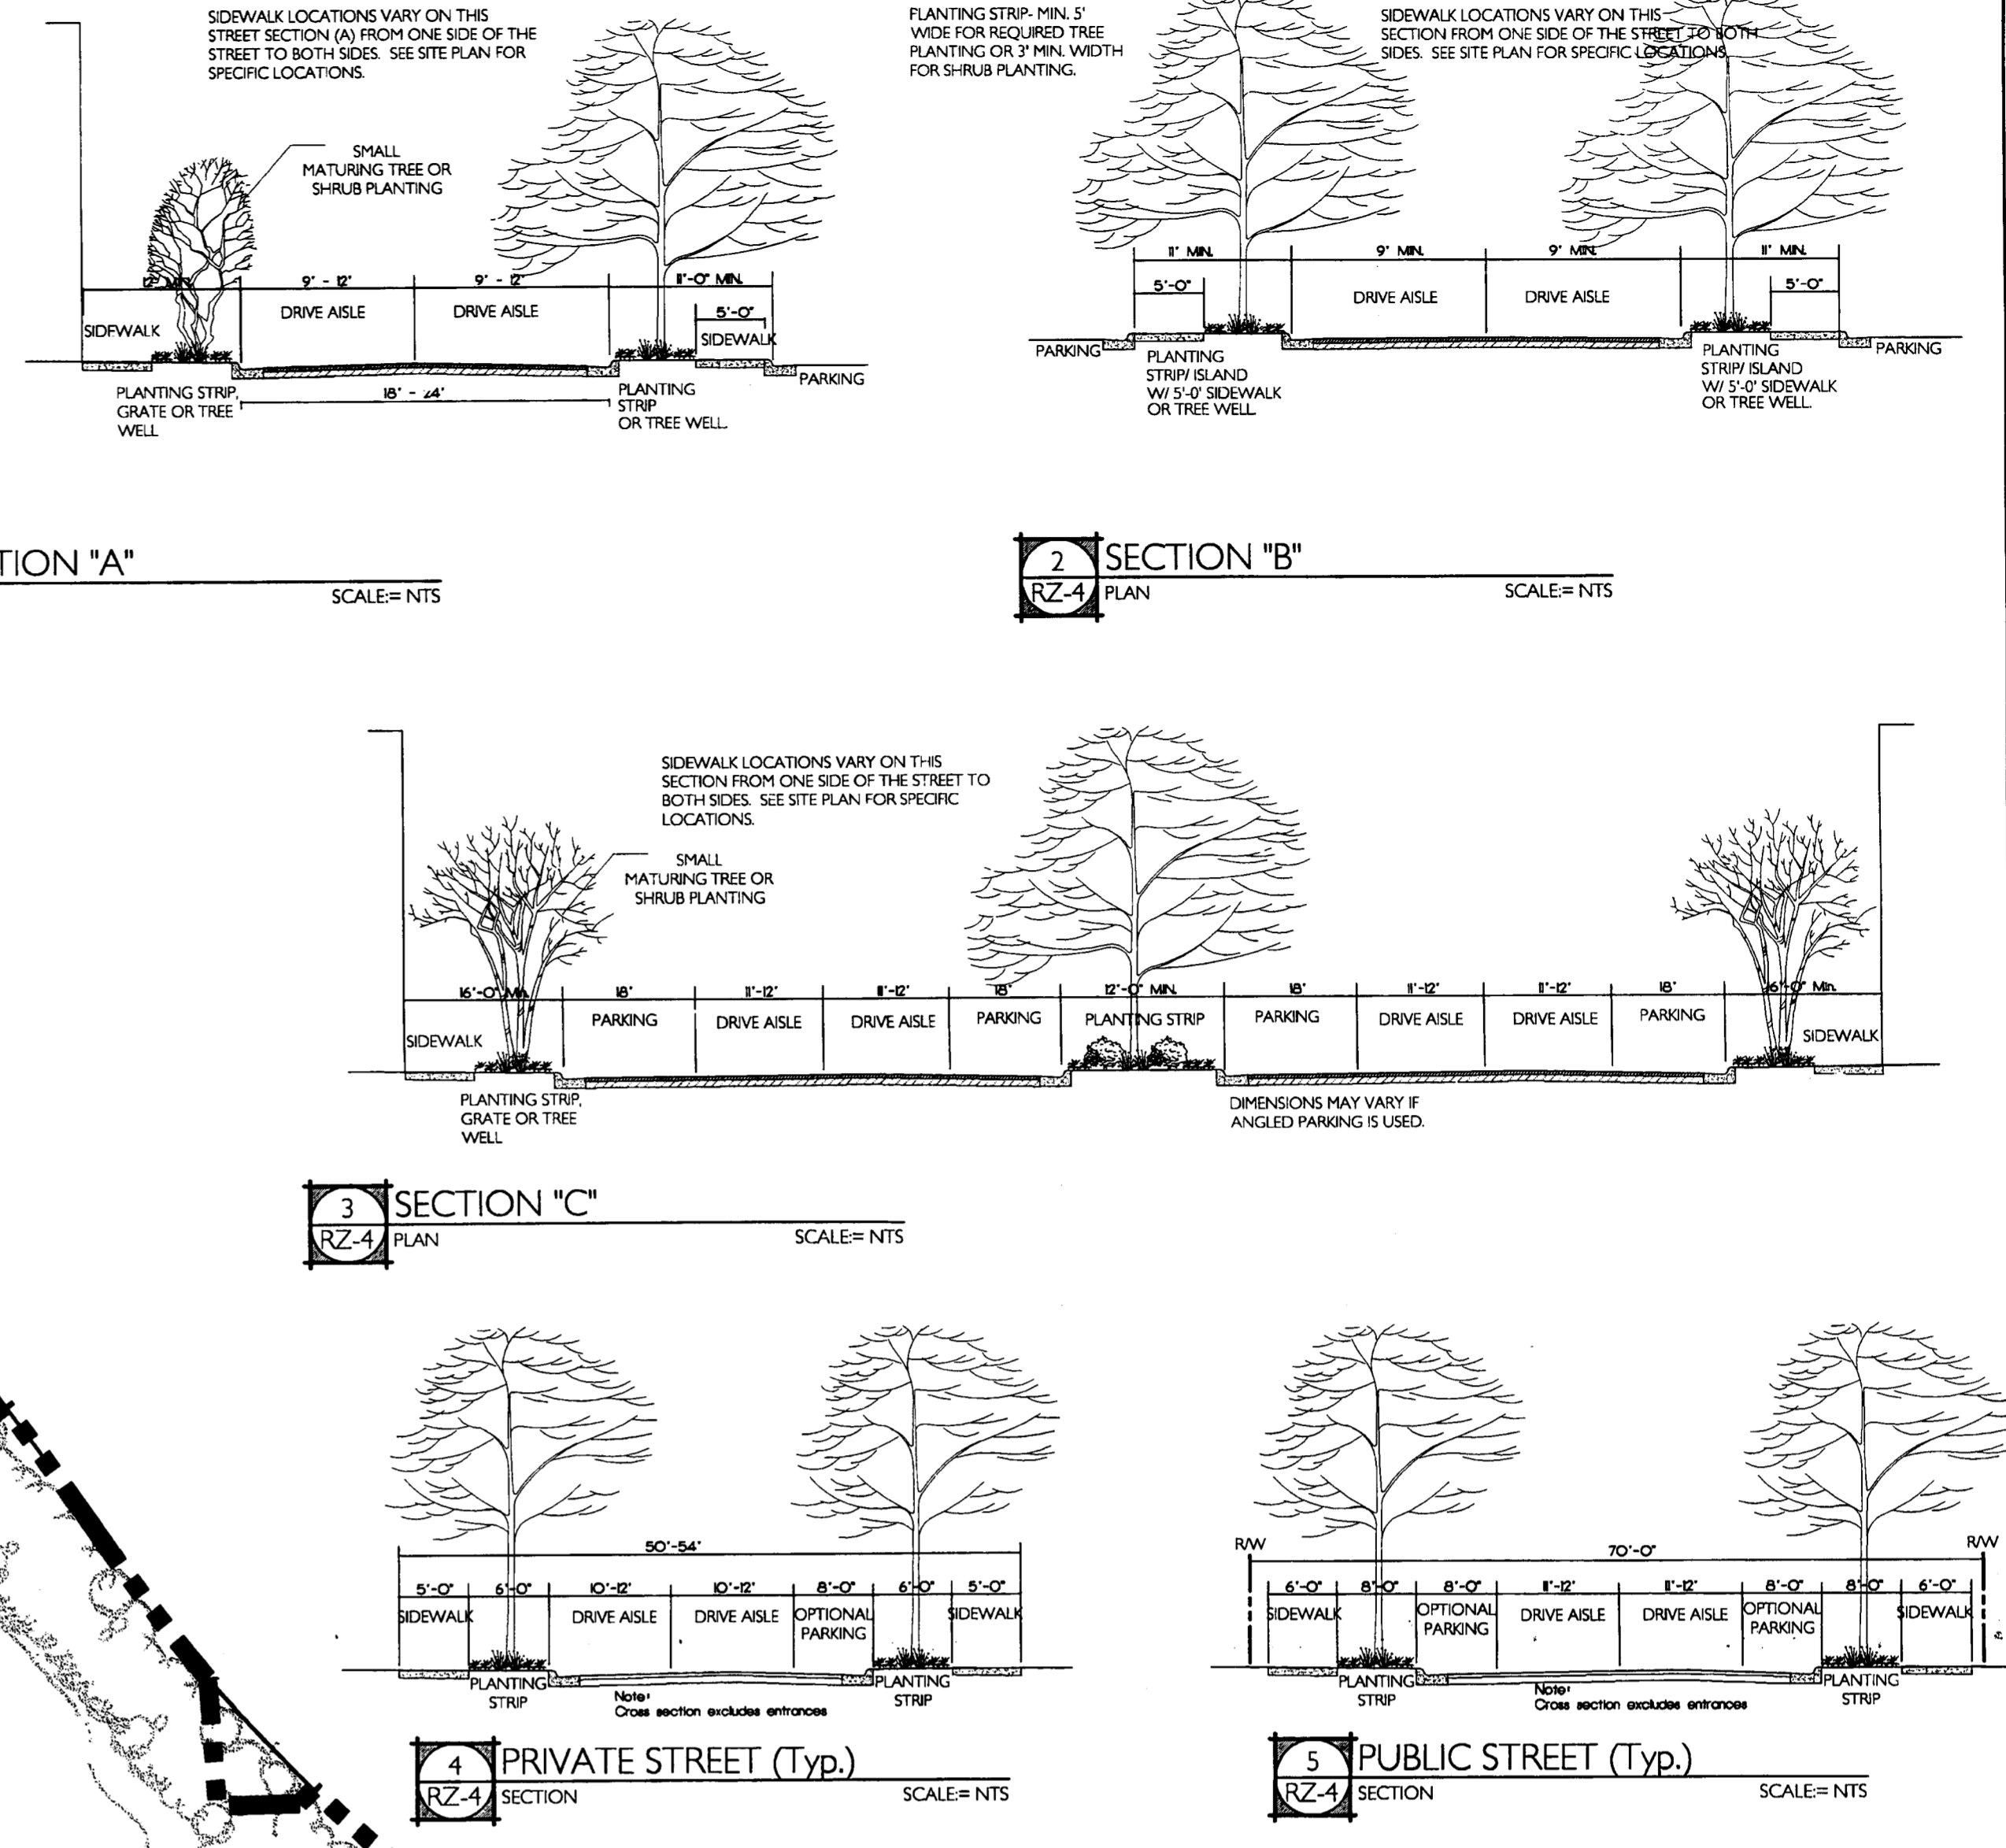 SIDEWALK LOCATIONS VARY ON THIS
STREET SECTION (A) FROM ONE SIDE OF THE
STREET TO BOTH SIDES. SEE SITE PLAN FOR
SPECIFIC LOCATIONS.
SMALL
MATURING TREE OR
SHRUB PLANTING
9' - 12'
9' - 12'
11'-0" MIN.
DRIVE AISLE
DRIVE AISLE
5'-0"
SIDEWALK
SIDEWALK
PARKING
PLANTING STRIP,
GRATE OR TREE
WELL
18' - 24'
PLANTING
STRIP
OR TREE WELL.
TION "A"
SCALE:= NTS
PLANTING STRIP- MIN. 5'
WIDE FOR REQUIRED TREE
PLANTING OR 3' MIN. WIDTH
FOR SHRUB PLANTING.
SIDEWALK LOCATIONS VARY ON THIS
SECTION FROM ONE SIDE OF THE STREET TO BOTH
SIDES. SEE SITE PLAN FOR SPECIFIC LOCATIONS.
11' MIN.
9' MIN.
9' MIN.
11' MIN.
5'-0"
DRIVE AISLE
DRIVE AISLE
5'-0"
PARKING
PARKING
PLANTING
STRIP/ ISLAND
W/ 5'-0' SIDEWALK
OR TREE WELL.
PLANTING
STRIP/ ISLAND
W/ 5'-0' SIDEWALK
OR TREE WELL.
2
RZ-4
SECTION "B"
PLAN
SCALE:= NTS
SIDEWALK LOCATIONS VARY ON THIS
SECTION FROM ONE SIDE OF THE STREET TO
BOTH SIDES. SEE SITE PLAN FOR SPECIFIC
LOCATIONS.
SMALL
MATURING TREE OR
SHRUB PLANTING
16'-0" Min.
18'
11'-12'
11'-12'
18'
12'-0" MIN.
18'
11'-12'
11'-12'
18'
16'-0" Min.
SIDEWALK
PARKING
DRIVE AISLE
DRIVE AISLE
PARKING
PLANTING STRIP
PARKING
DRIVE AISLE
DRIVE AISLE
PARKING
SIDEWALK
PLANTING STRIP,
GRATE OR TREE
WELL
DIMENSIONS MAY VARY IF
ANGLED PARKING IS USED.
3
RZ-4
SECTION "C"
PLAN
SCALE:= NTS
50'-54'
5'-0"
6'-0"
10'-12'
10'-12'
8'-0"
6'-0"
5'-0"
SIDEWALK
DRIVE AISLE
DRIVE AISLE
OPTIONAL
PARKING
SIDEWALK
PLANTING
STRIP
PLANTING
STRIP
Note:
Cross section excludes entrances
4
RZ-4
PRIVATE STREET (Typ.)
SECTION
SCALE:= NTS
R/W
70'-0"
R/W
6'-0"
8'-0"
8'-0"
11'-12'
11'-12'
8'-0"
8'-0"
6'-0"
SIDEWALK
OPTIONAL
PARKING
DRIVE AISLE
DRIVE AISLE
OPTIONAL
PARKING
SIDEWALK
PLANTING
STRIP
PLANTING
STRIP
Note:
Cross section excludes entrances
5
RZ-4
PUBLIC STREET (Typ.)
SECTION
SCALE:= NTS